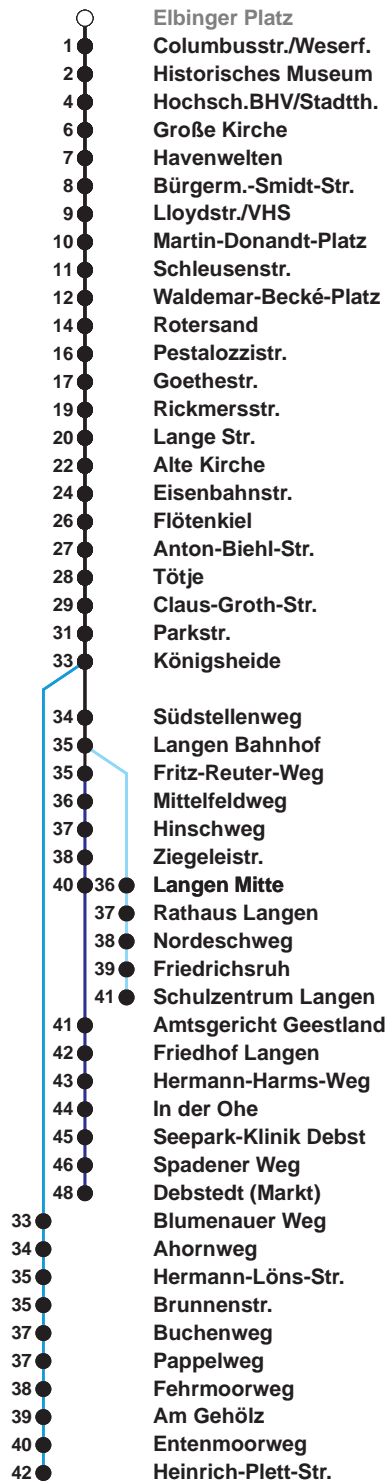 Elbinger Platz
1 Columbusstr./Weserf.
2 Historisches Museum
4 Hochsch.BHV/Stadtth.
6 Große Kirche
7 Havenwelten
8 Bürgerm.-Smidt-Str.
9 Lloydstr./VHS
10 Martin-Donandt-Platz
11 Schleusenstr.
12 Waldemar-Becké-Platz
14 Rotersand
16 Pestalozzistr.
17 Goethestr.
19 Rickmersstr.
20 Lange Str.
22 Alte Kirche
24 Eisenbahnstr.
26 Flötenkiel
27 Anton-Biehl-Str.
28 Tötje
29 Claus-Groth-Str.
31 Parkstr.
33 Königsheide
34 Südstellenweg
35 Langen Bahnhof
35 Fritz-Reuter-Weg
36 Mittelfeldweg
37 Hinschweg
38 Ziegeleistr.
40 36 Langen Mitte
37 Rathaus Langen
38 Nordeschweg
39 Friedrichsruh
41 Schulzentrum Langen
41 Amtsgericht Geestland
42 Friedhof Langen
43 Hermann-Harms-Weg
44 In der Ohe
45 Seepark-Klinik Debst
46 Spadener Weg
48 Debstedt (Markt)
33 Blumenauer Weg
34 Ahornweg
35 Hermann-Löns-Str.
35 Brunnenstr.
37 Buchenweg
37 Pappelweg
38 Fehrmoorweg
39 Am Gehölz
40 Entenmoorweg
42 Heinrich-Plett-Str.